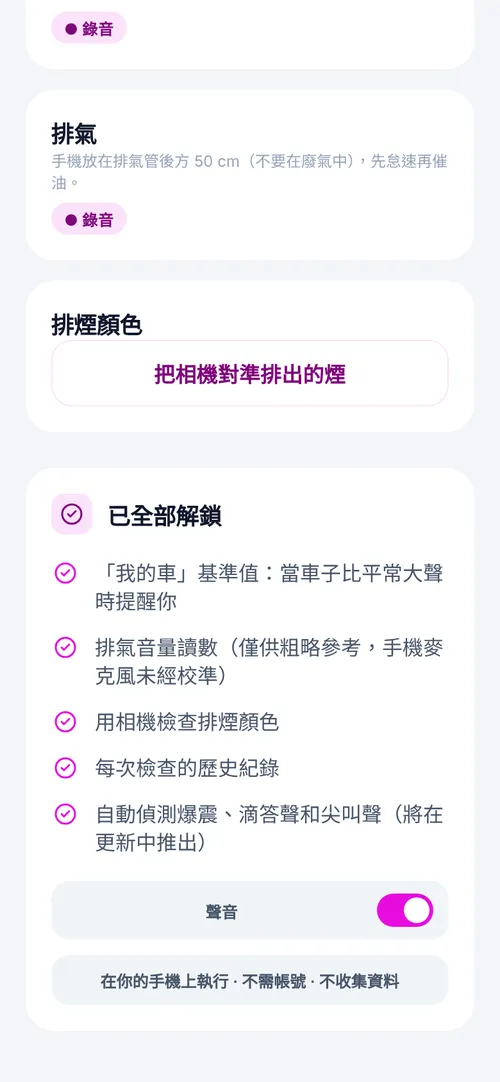 錄音
排氣
手機放在排氣管後方 50 cm（不要在廢氣中），先怠速再催
油。
錄音
排煙顏色
把相機對準排出的煙
已全部解鎖
「我的車」基準值：當車子比平常大聲
時提醒你
排氣音量讀數（僅供粗略參考，手機麥
克風未經校準）
用相機檢查排煙顏色
每次檢查的歷史紀錄
自動偵測爆震、滴答聲和尖叫聲（將在
更新中推出）
聲音
在你的手機上執行 · 不需帳號 · 不收集資料